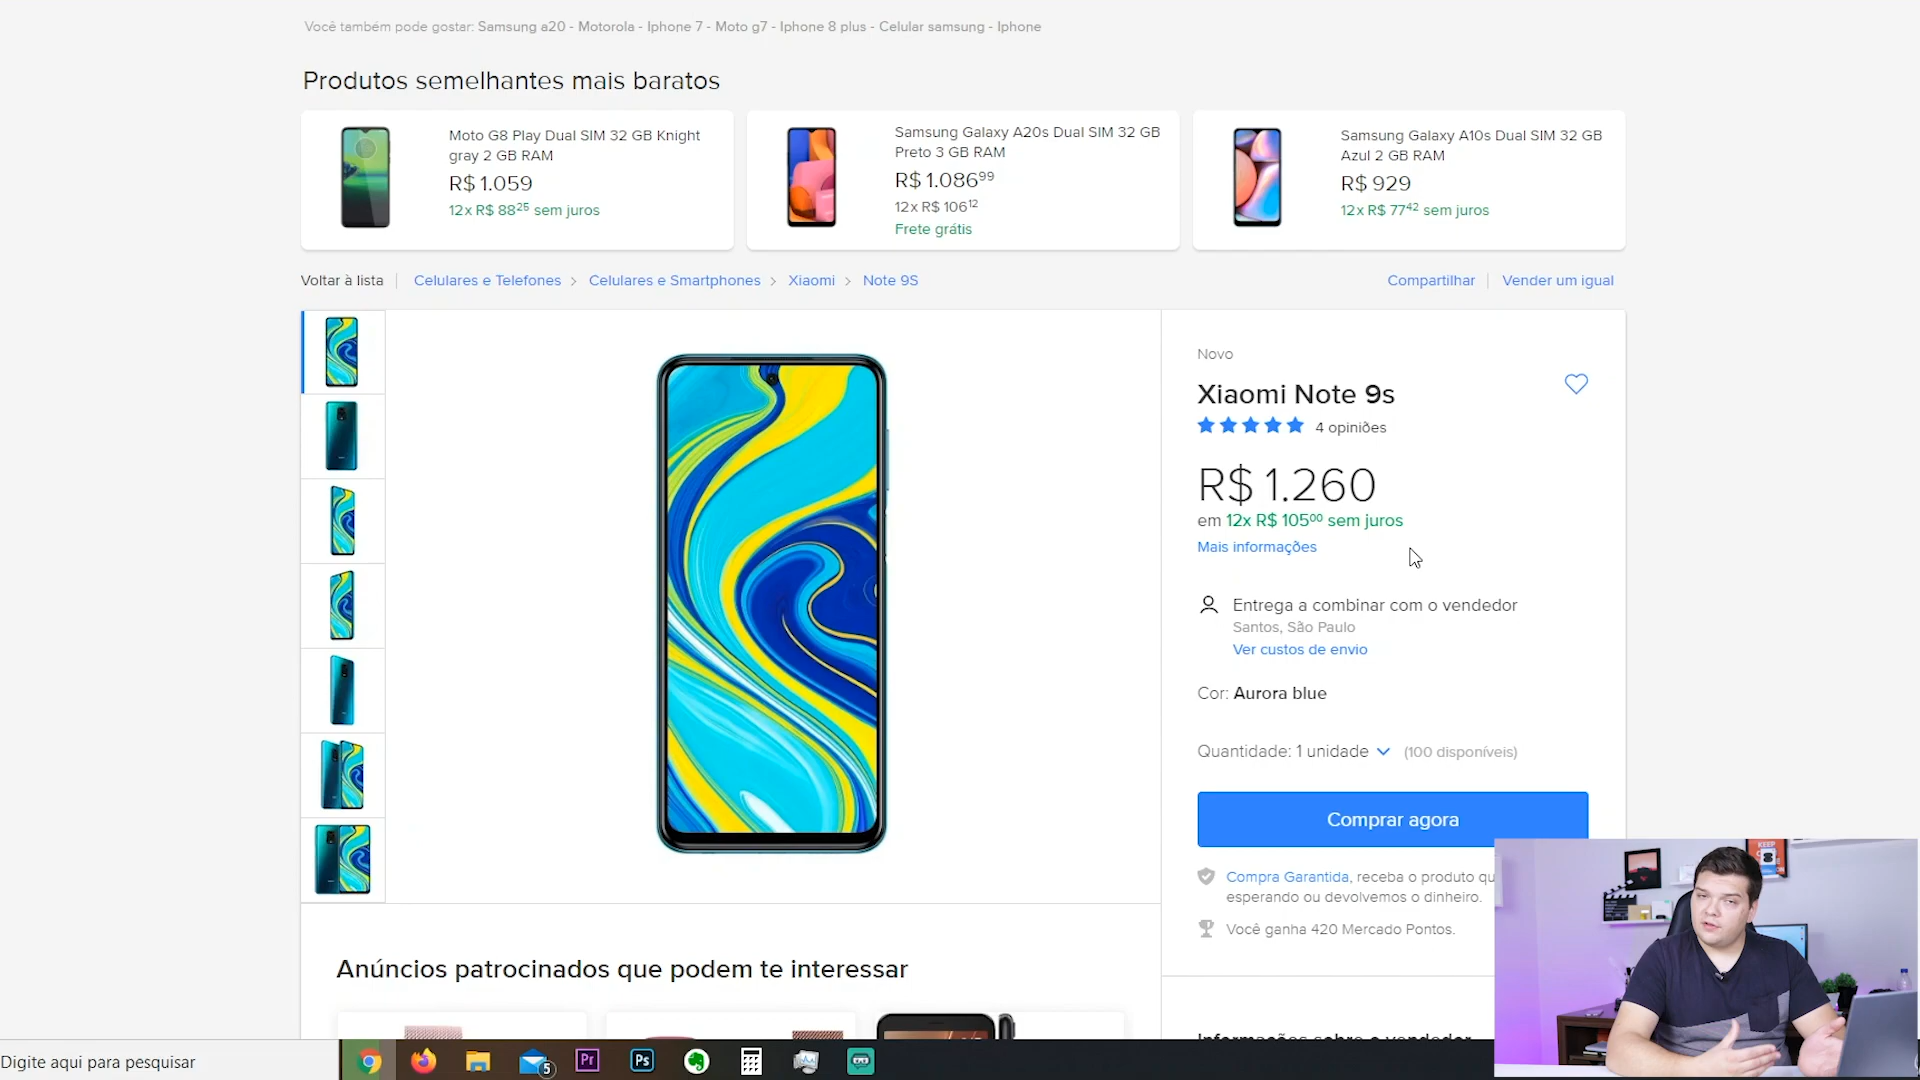 Você também pode gostar: Samsung a20 - Motorola - Iphone 7 - Moto g7 - Iphone 8 plus - Celular samsung - Iphone
Produtos semelhantes mais baratos
Moto G8 Play Dual SIM 32 GB Knight
gray 2 GB RAM
R$ 1.059
12x R$ 88²⁵ sem juros
Samsung Galaxy A20s Dual SIM 32 GB
Preto 3 GB RAM
R$ 1.086⁹⁹
12x R$ 106¹²
Frete grátis
Samsung Galaxy A10s Dual SIM 32 GB
Azul 2 GB RAM
R$ 929
12x R$ 77⁴² sem juros
Voltar à lista | Celulares e Telefones > Celulares e Smartphones > Xiaomi > Note 9S
Compartilhar | Vender um igual
Novo
Xiaomi Note 9s
4 opiniões
R$ 1.260
em 12x R$ 105⁰⁰ sem juros
Mais informações
Entrega a combinar com o vendedor
Santos, São Paulo
Ver custos de envio
Cor: Aurora blue
Quantidade: 1 unidade (100 disponíveis)
Comprar agora
Compra Garantida, receba o produto qu
esperando ou devolvemos o dinheiro.
Você ganha 420 Mercado Pontos.
Anúncios patrocinados que podem te interessar
Informações sobre o vendedor
Digite aqui para pesquisar
5
Pr
Ps
KEEP